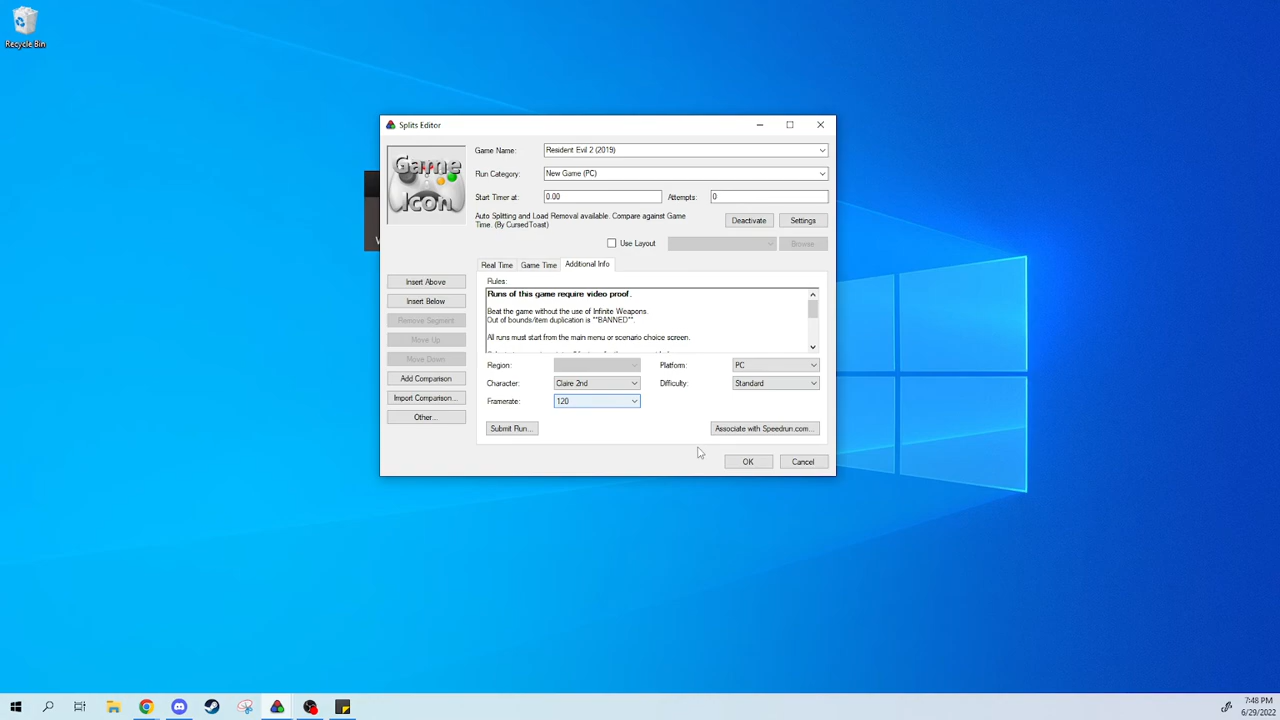 Recycle Bin
Splits Editor
Game Icon
Game Name:
Resident Evil 2 (2019)
Run Category:
New Game (PC)
Start Timer at:
0.00
Attempts:
0
Auto Splitting and Load Removal available. Compare against Game
Time. (By CursedToast)
Deactivate
Settings
Use Layout
Browse
Real Time
Game Time
Additional Info
Insert Above
Insert Below
Remove Segment
Move Up
Move Down
Add Comparison
Import Comparison...
Other...
Rules:
Runs of this game require video proof.
Beat the game without the use of Infinite Weapons.
Out of bounds/item duplication is **BANNED**.
All runs must start from the main menu or scenario choice screen.
Region:
Platform:
PC
Character:
Claire 2nd
Difficulty:
Standard
Framerate:
120
Submit Run...
Associate with Speedrun.com...
OK
Cancel
7:48 PM
6/29/2022